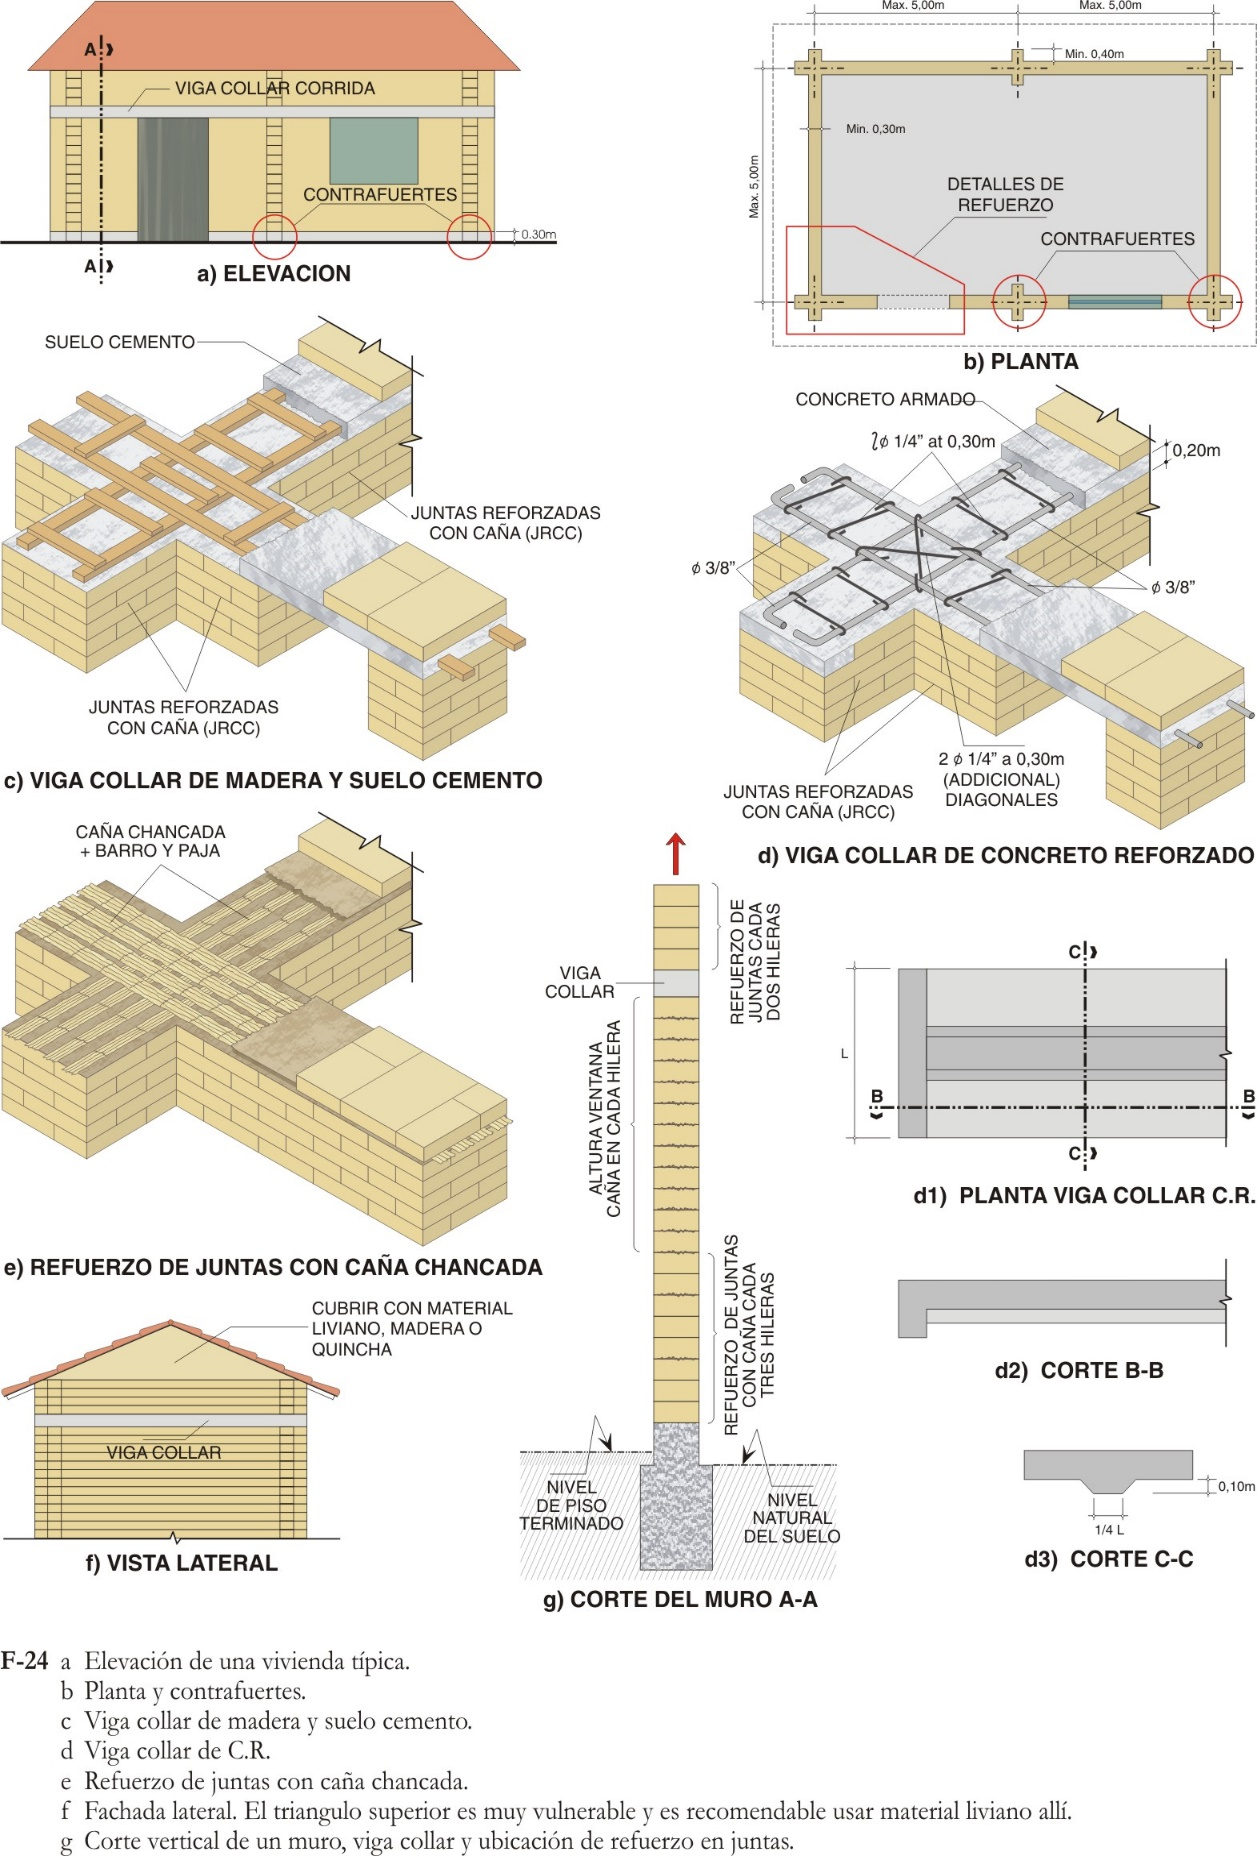 Max. 5,00m
Max. 5,00m
A
VIGA COLLAR CORRIDA
CONTRAFUERTES
0.30m
A
a) ELEVACION
Min. 0,40m
Min. 0,30m
Max. 5.00m
DETALLES DE
REFUERZO
CONTRAFUERTES
b) PLANTA
SUELO CEMENTO
JUNTAS REFORZADAS
CON CAÑA (JRCC)
JUNTAS REFORZADAS
CON CAÑA (JRCC)
c) VIGA COLLAR DE MADERA Y SUELO CEMENTO
CONCRETO ARMADO
ϕ 1/4” at 0,30m
0,20m
ϕ 3/8”
ϕ 3/8”
2 ϕ 1/4” a 0,30m
(ADDICIONAL)
DIAGONALES
JUNTAS REFORZADAS
CON CAÑA (JRCC)
d) VIGA COLLAR DE CONCRETO REFORZADO
CAÑA CHANCADA
+ BARRO Y PAJA
e) REFUERZO DE JUNTAS CON CAÑA CHANCADA
REFUERZO DE
JUNTAS CADA
DOS HILERAS
VIGA
COLLAR
ALTURA VENTANA
CAÑA EN CADA HILERA
REFUERZO DE JUNTAS
CON CAÑA CADA
TRES HILERAS
NIVEL
DE PISO
TERMINADO
NIVEL
NATURAL
DEL SUELO
g) CORTE DEL MURO A-A
C
L
B
B
C
d1) PLANTA VIGA COLLAR C.R.
d2) CORTE B-B
0,10m
1/4 L
d3) CORTE C-C
CUBRIR CON MATERIAL
LIVIANO, MADERA O
QUINCHA
VIGA COLLAR
f) VISTA LATERAL
F-24 a Elevación de una vivienda típica.
b Planta y contrafuertes.
c Viga collar de madera y suelo cemento.
d Viga collar de C.R.
e Refuerzo de juntas con caña chancada.
f Fachada lateral. El triangulo superior es muy vulnerable y es recomendable usar material liviano allí.
g Corte vertical de un muro, viga collar y ubicación de refuerzo en juntas.